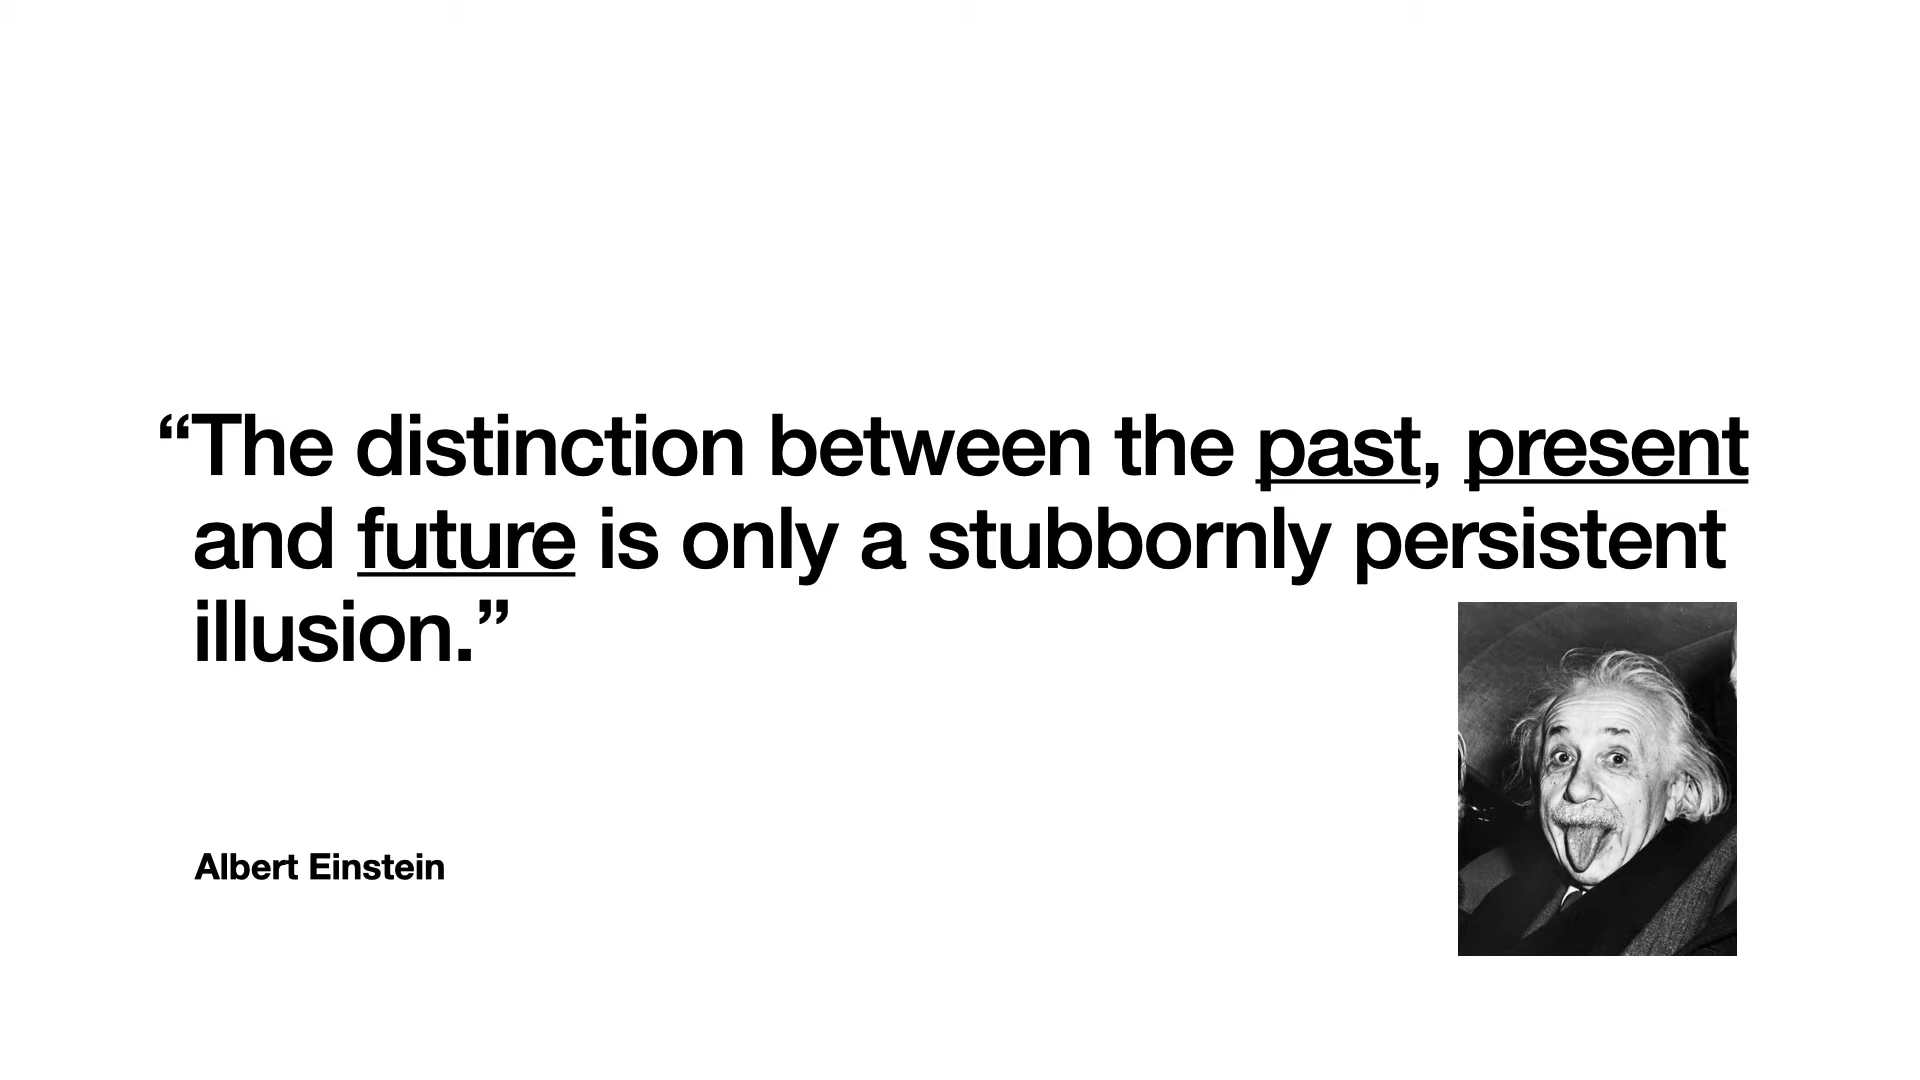 “The distinction between the past, present
and future is only a stubbornly persistent
illusion.”
Albert Einstein